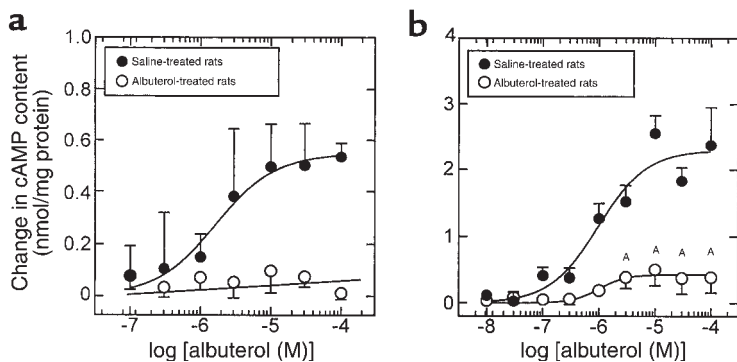 a
Change in cAMP content
(nmol/mg protein)
1.0
0.8
0.6
0.4
0.2
0
Saline-treated rats
Albuterol-treated rats
-7
-6
-5
-4
log [albuterol (M)]
b
4
3
2
1
0
Saline-treated rats
Albuterol-treated rats
A
A
A
A
-8
-7
-6
-5
-4
log [albuterol (M)]